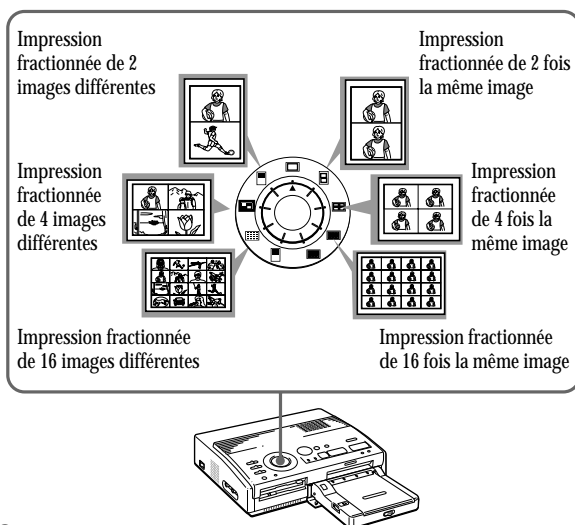 Impression
fractionnée de 2
images différentes
Impression
fractionnée de 2 fois
la même image
Impression
fractionnée
de 4 images
différentes
Impression
fractionnée
de 4 fois la
même image
Impression fractionnée
de 16 images différentes
Impression fractionnée
de 16 fois la même image